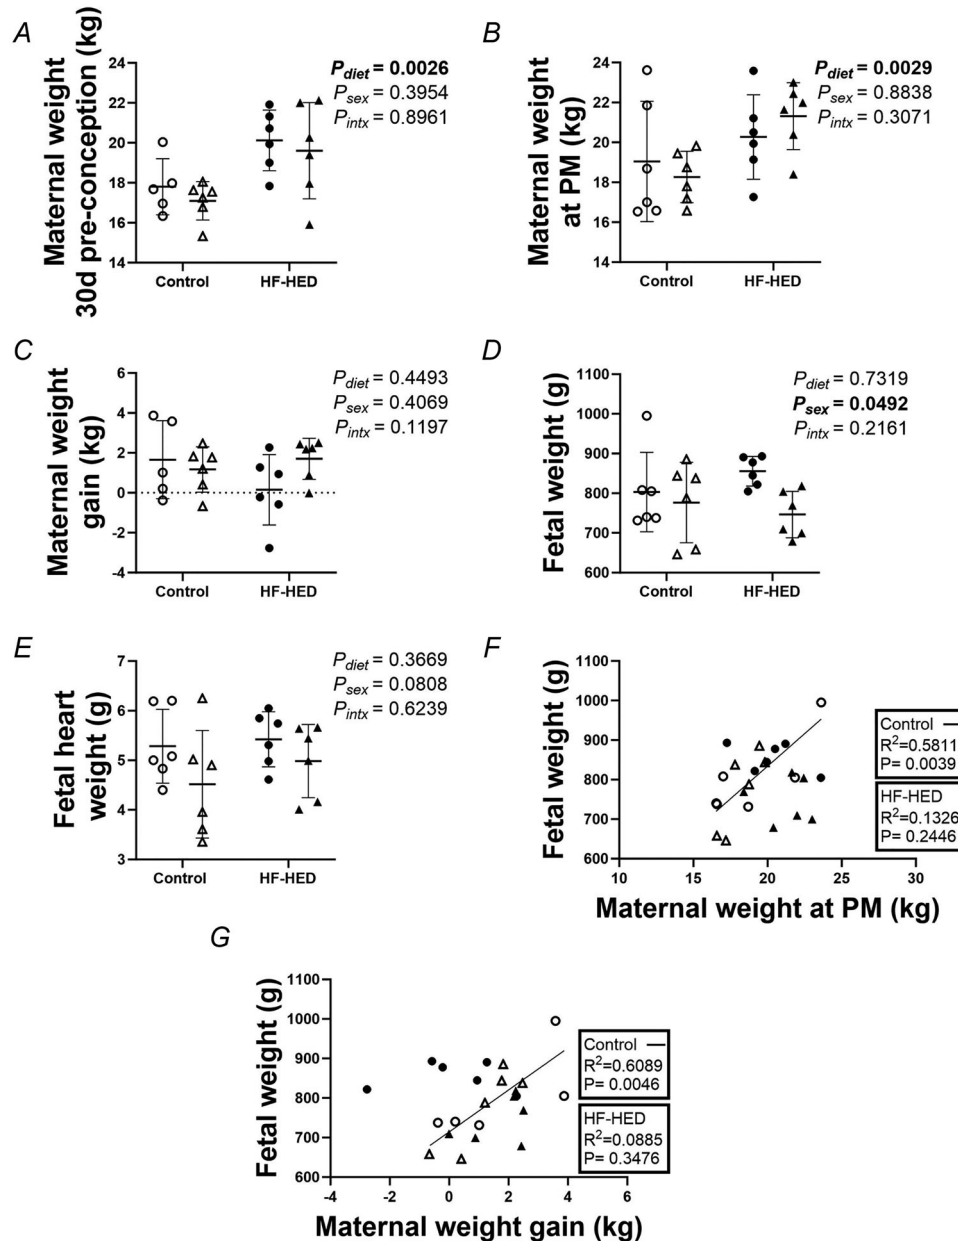 A
Maternal weight
30d pre-conception (kg)
24
22
20
18
16
14
Control
HF-HED
P_diet = 0.0026
P_sex = 0.3954
P_intx = 0.8961
B
Maternal weight
at PM (kg)
24
22
20
18
16
14
Control
HF-HED
P_diet = 0.0029
P_sex = 0.8838
P_intx = 0.3071
C
Maternal weight
gain (kg)
6
4
2
0
-2
-4
Control
HF-HED
P_diet = 0.4493
P_sex = 0.4069
P_intx = 0.1197
D
Fetal weight (g)
1100
1000
900
800
700
600
Control
HF-HED
P_diet = 0.7319
P_sex = 0.0492
P_intx = 0.2161
E
Fetal heart
weight (g)
7
6
5
4
3
Control
HF-HED
P_diet = 0.3669
P_sex = 0.0808
P_intx = 0.6239
F
Fetal weight (g)
1100
1000
900
800
700
600
10
15
20
25
30
Maternal weight at PM (kg)
Control
R²=0.5811
P= 0.0039
HF-HED
R²=0.1326
P= 0.2446
G
Fetal weight (g)
1100
1000
900
800
700
600
-4
-2
0
2
4
6
Maternal weight gain (kg)
Control
R²=0.6089
P= 0.0046
HF-HED
R²=0.0885
P= 0.3476